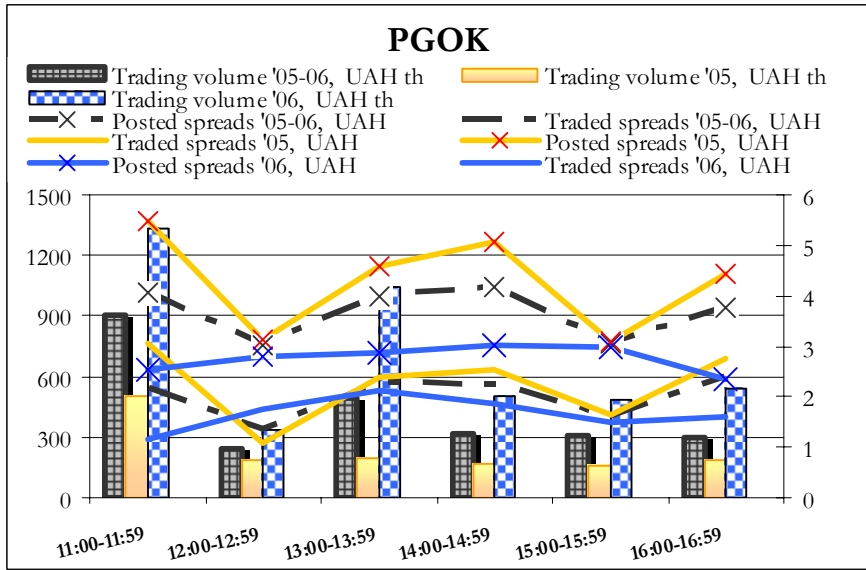 PGOK
Trading volume '05-06, UAH th
Trading volume '05, UAH th
Trading volume '06, UAH th
Posted spreads '05-06, UAH
Traded spreads '05-06, UAH
Traded spreads '05, UAH
Posted spreads '05, UAH
Posted spreads '06, UAH
Traded spreads '06, UAH
1500
1200
900
600
300
0
6
5
4
3
2
1
0
11:00-11:59
12:00-12:59
13:00-13:59
14:00-14:59
15:00-15:59
16:00-16:59